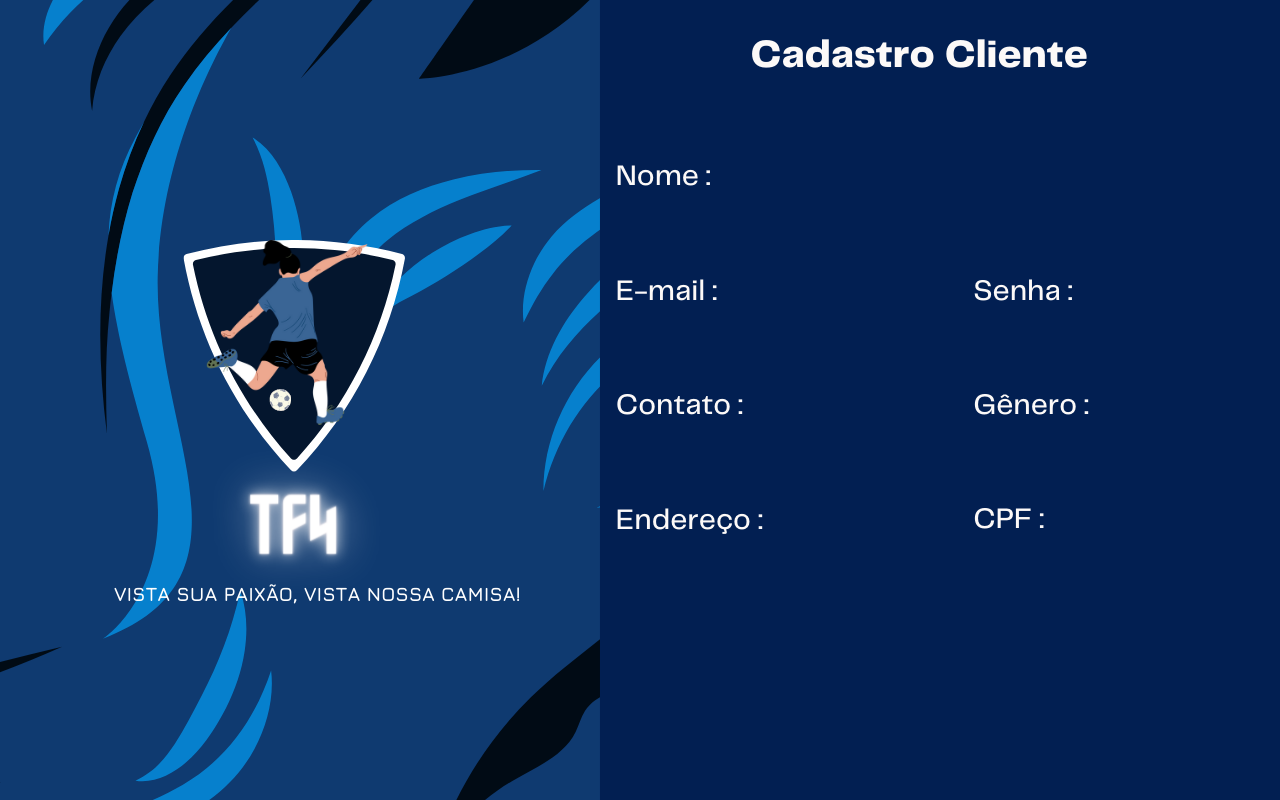 Cadastro Cliente
Nome :
E-mail :
Senha :
Contato :
Gênero :
Endereço :
CPF :
TF4
VISTA SUA PAIXÃO, VISTA NOSSA CAMISA!